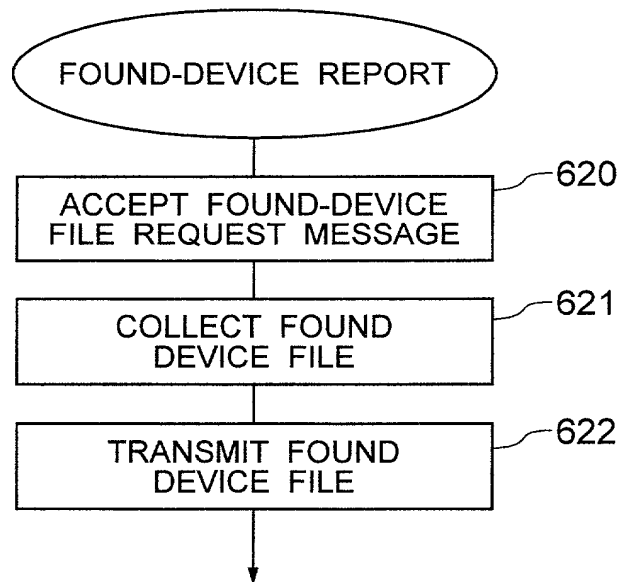 FOUND-DEVICE REPORT
620
ACCEPT FOUND-DEVICE
FILE REQUEST MESSAGE
621
COLLECT FOUND
DEVICE FILE
622
TRANSMIT FOUND
DEVICE FILE